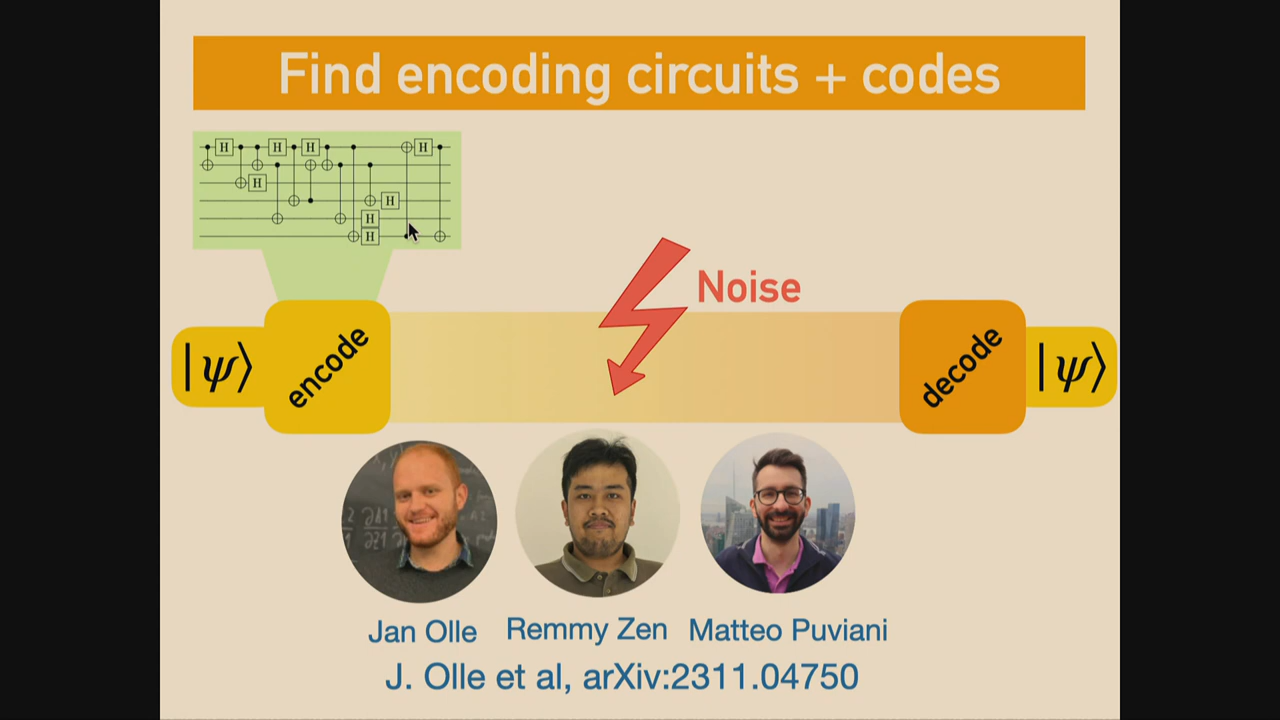 Find encoding circuits + codes
H H H H
H
H
H
H
Noise
|ψ⟩ encode decode |ψ⟩
Jan Olle Remmy Zen Matteo Puviani
J. Olle et al, arXiv:2311.04750